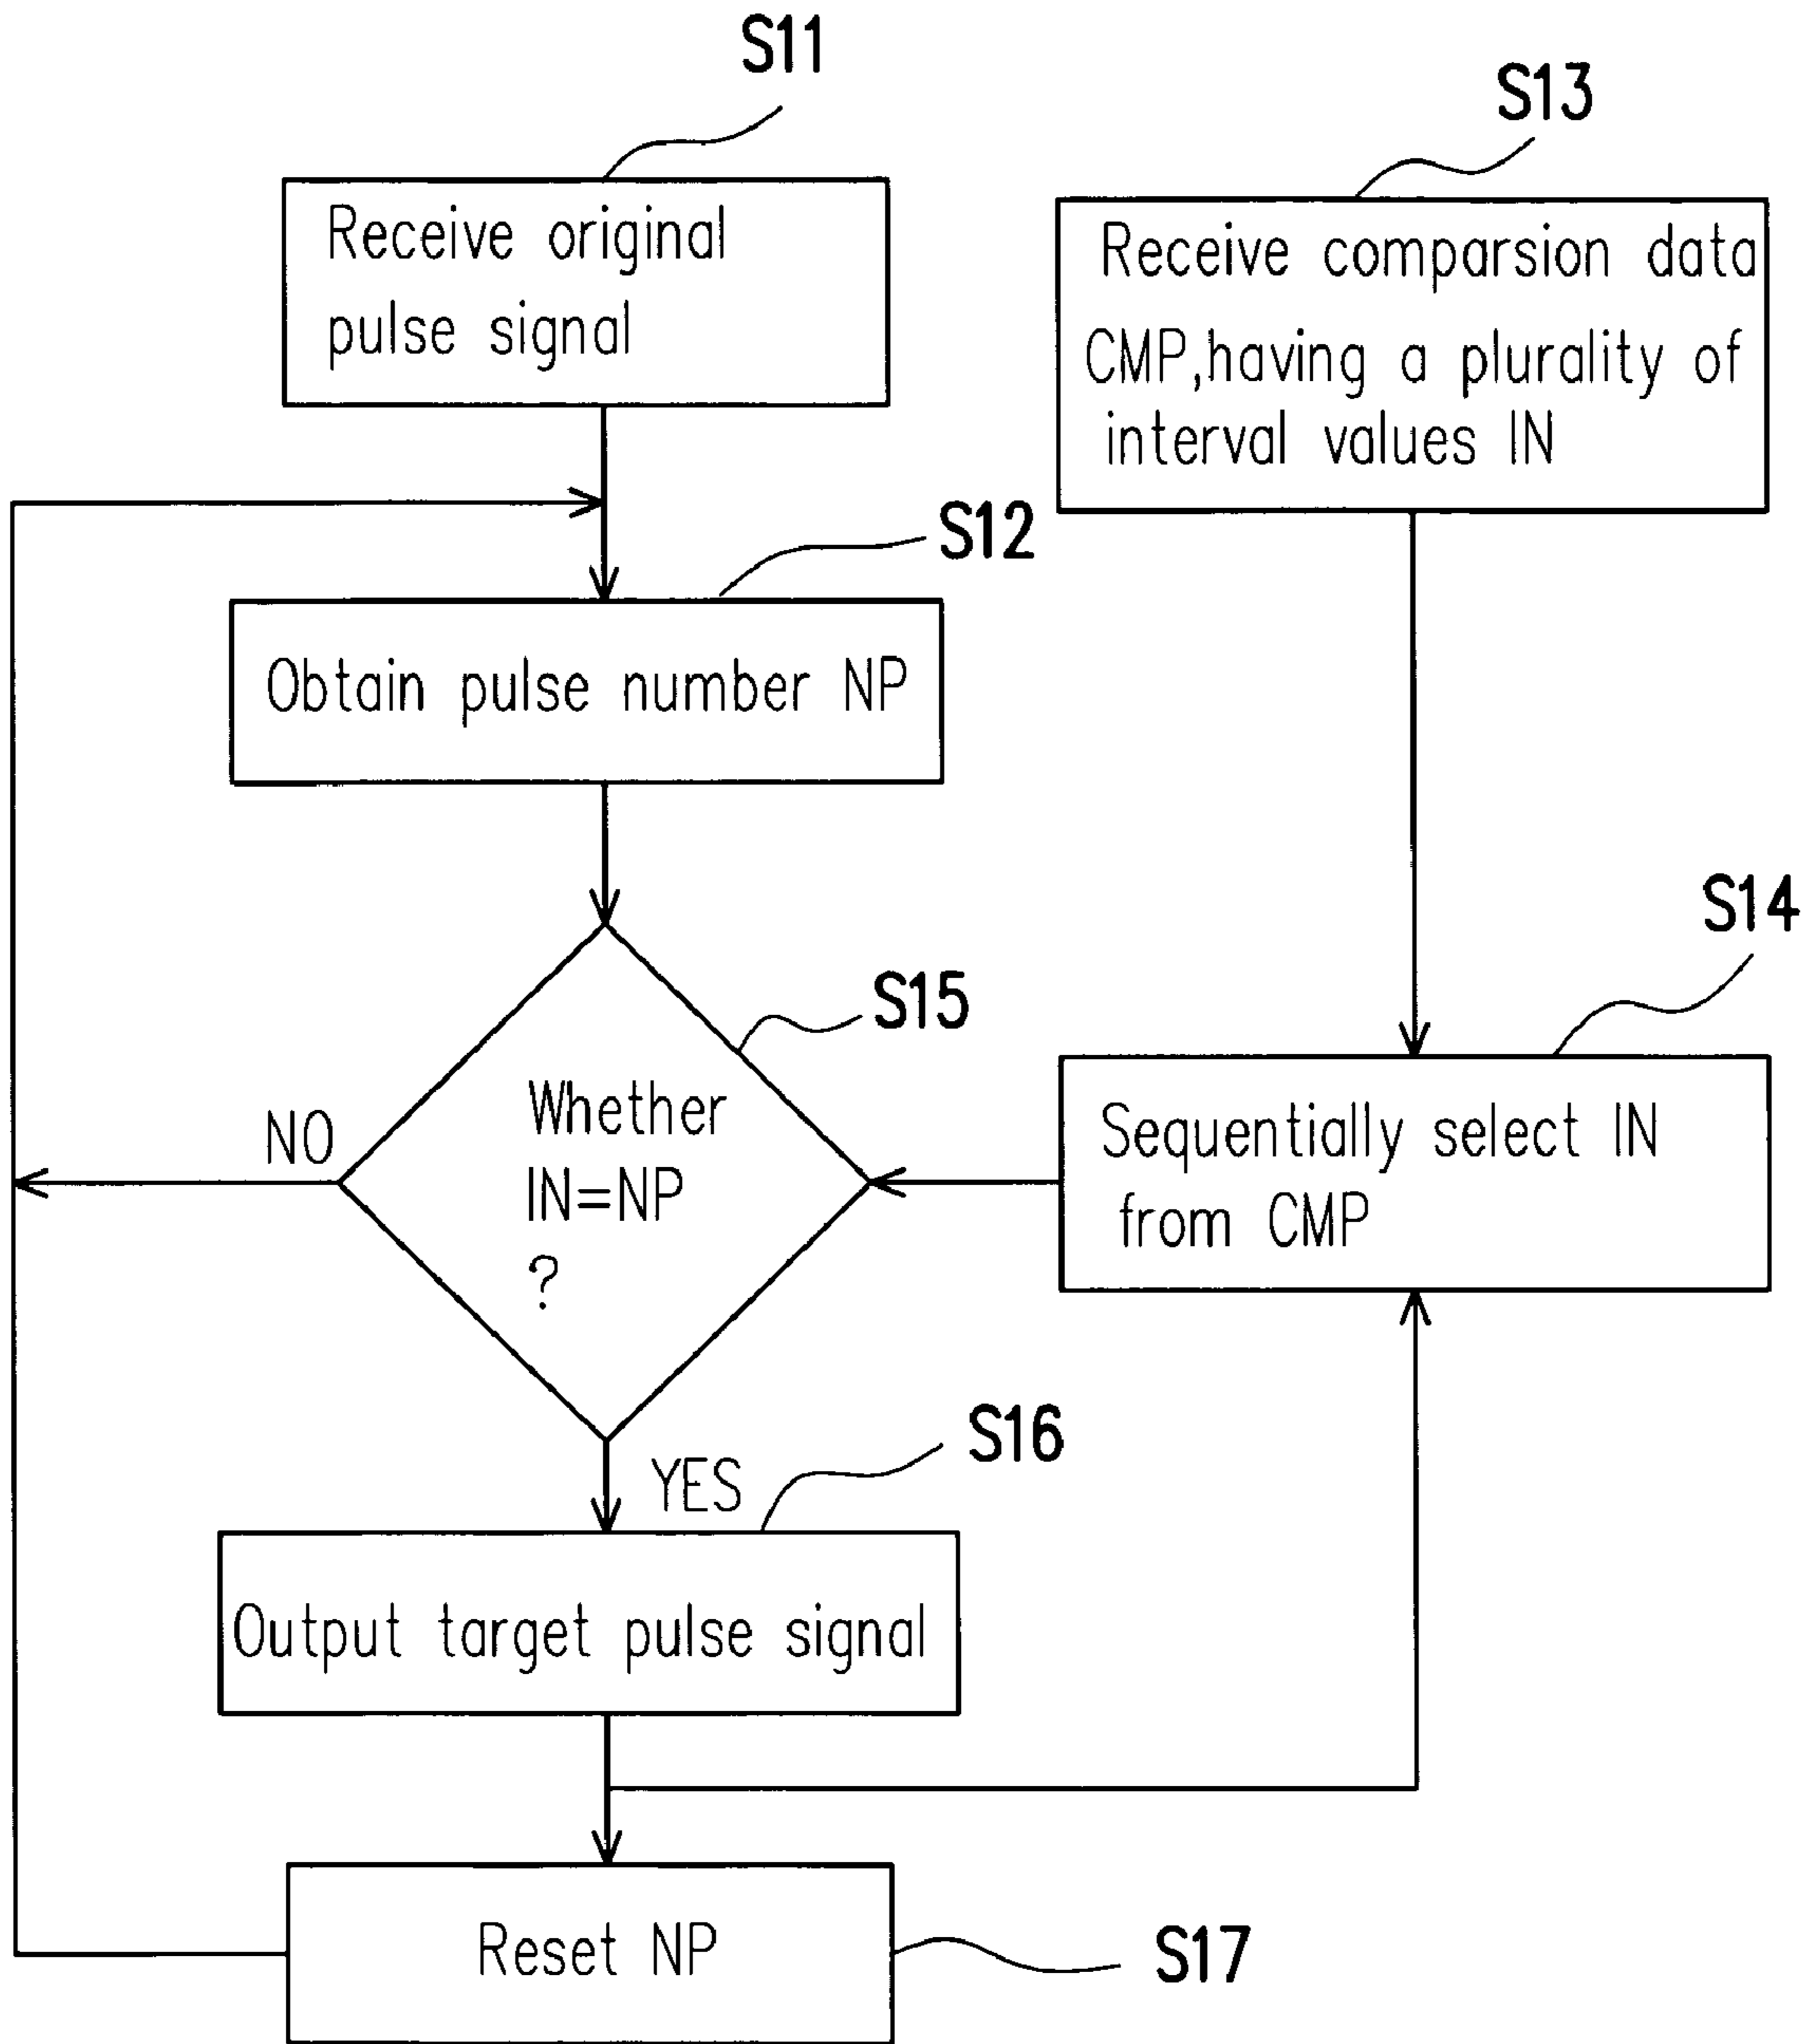 S11
Receive original
pulse signal
S13
Receive comparsion data
CMP,having a plurality of
interval values IN
S12
Obtain pulse number NP
S15
Whether
IN=NP
?
NO
S14
Sequentially select IN
from CMP
YES
S16
Output target pulse signal
Reset NP
S17